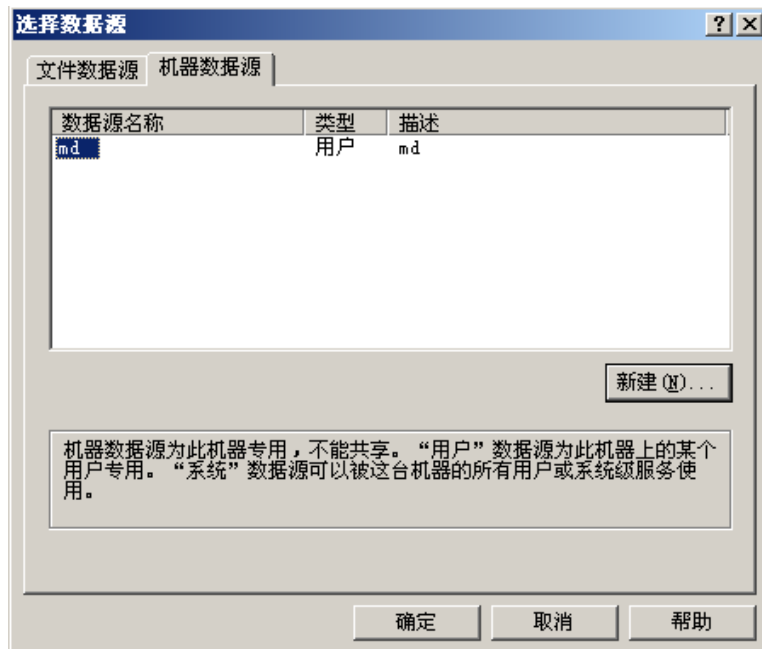 选择数据源
文件数据源 机器数据源
数据源名称 类型 描述
md 用户 md
新建(N)...
机器数据源为此机器专用，不能共享。“用户”数据源为此机器上的某个
用户专用。“系统”数据源可以被这台机器的所有用户或系统级服务使
用。
确定 取消 帮助